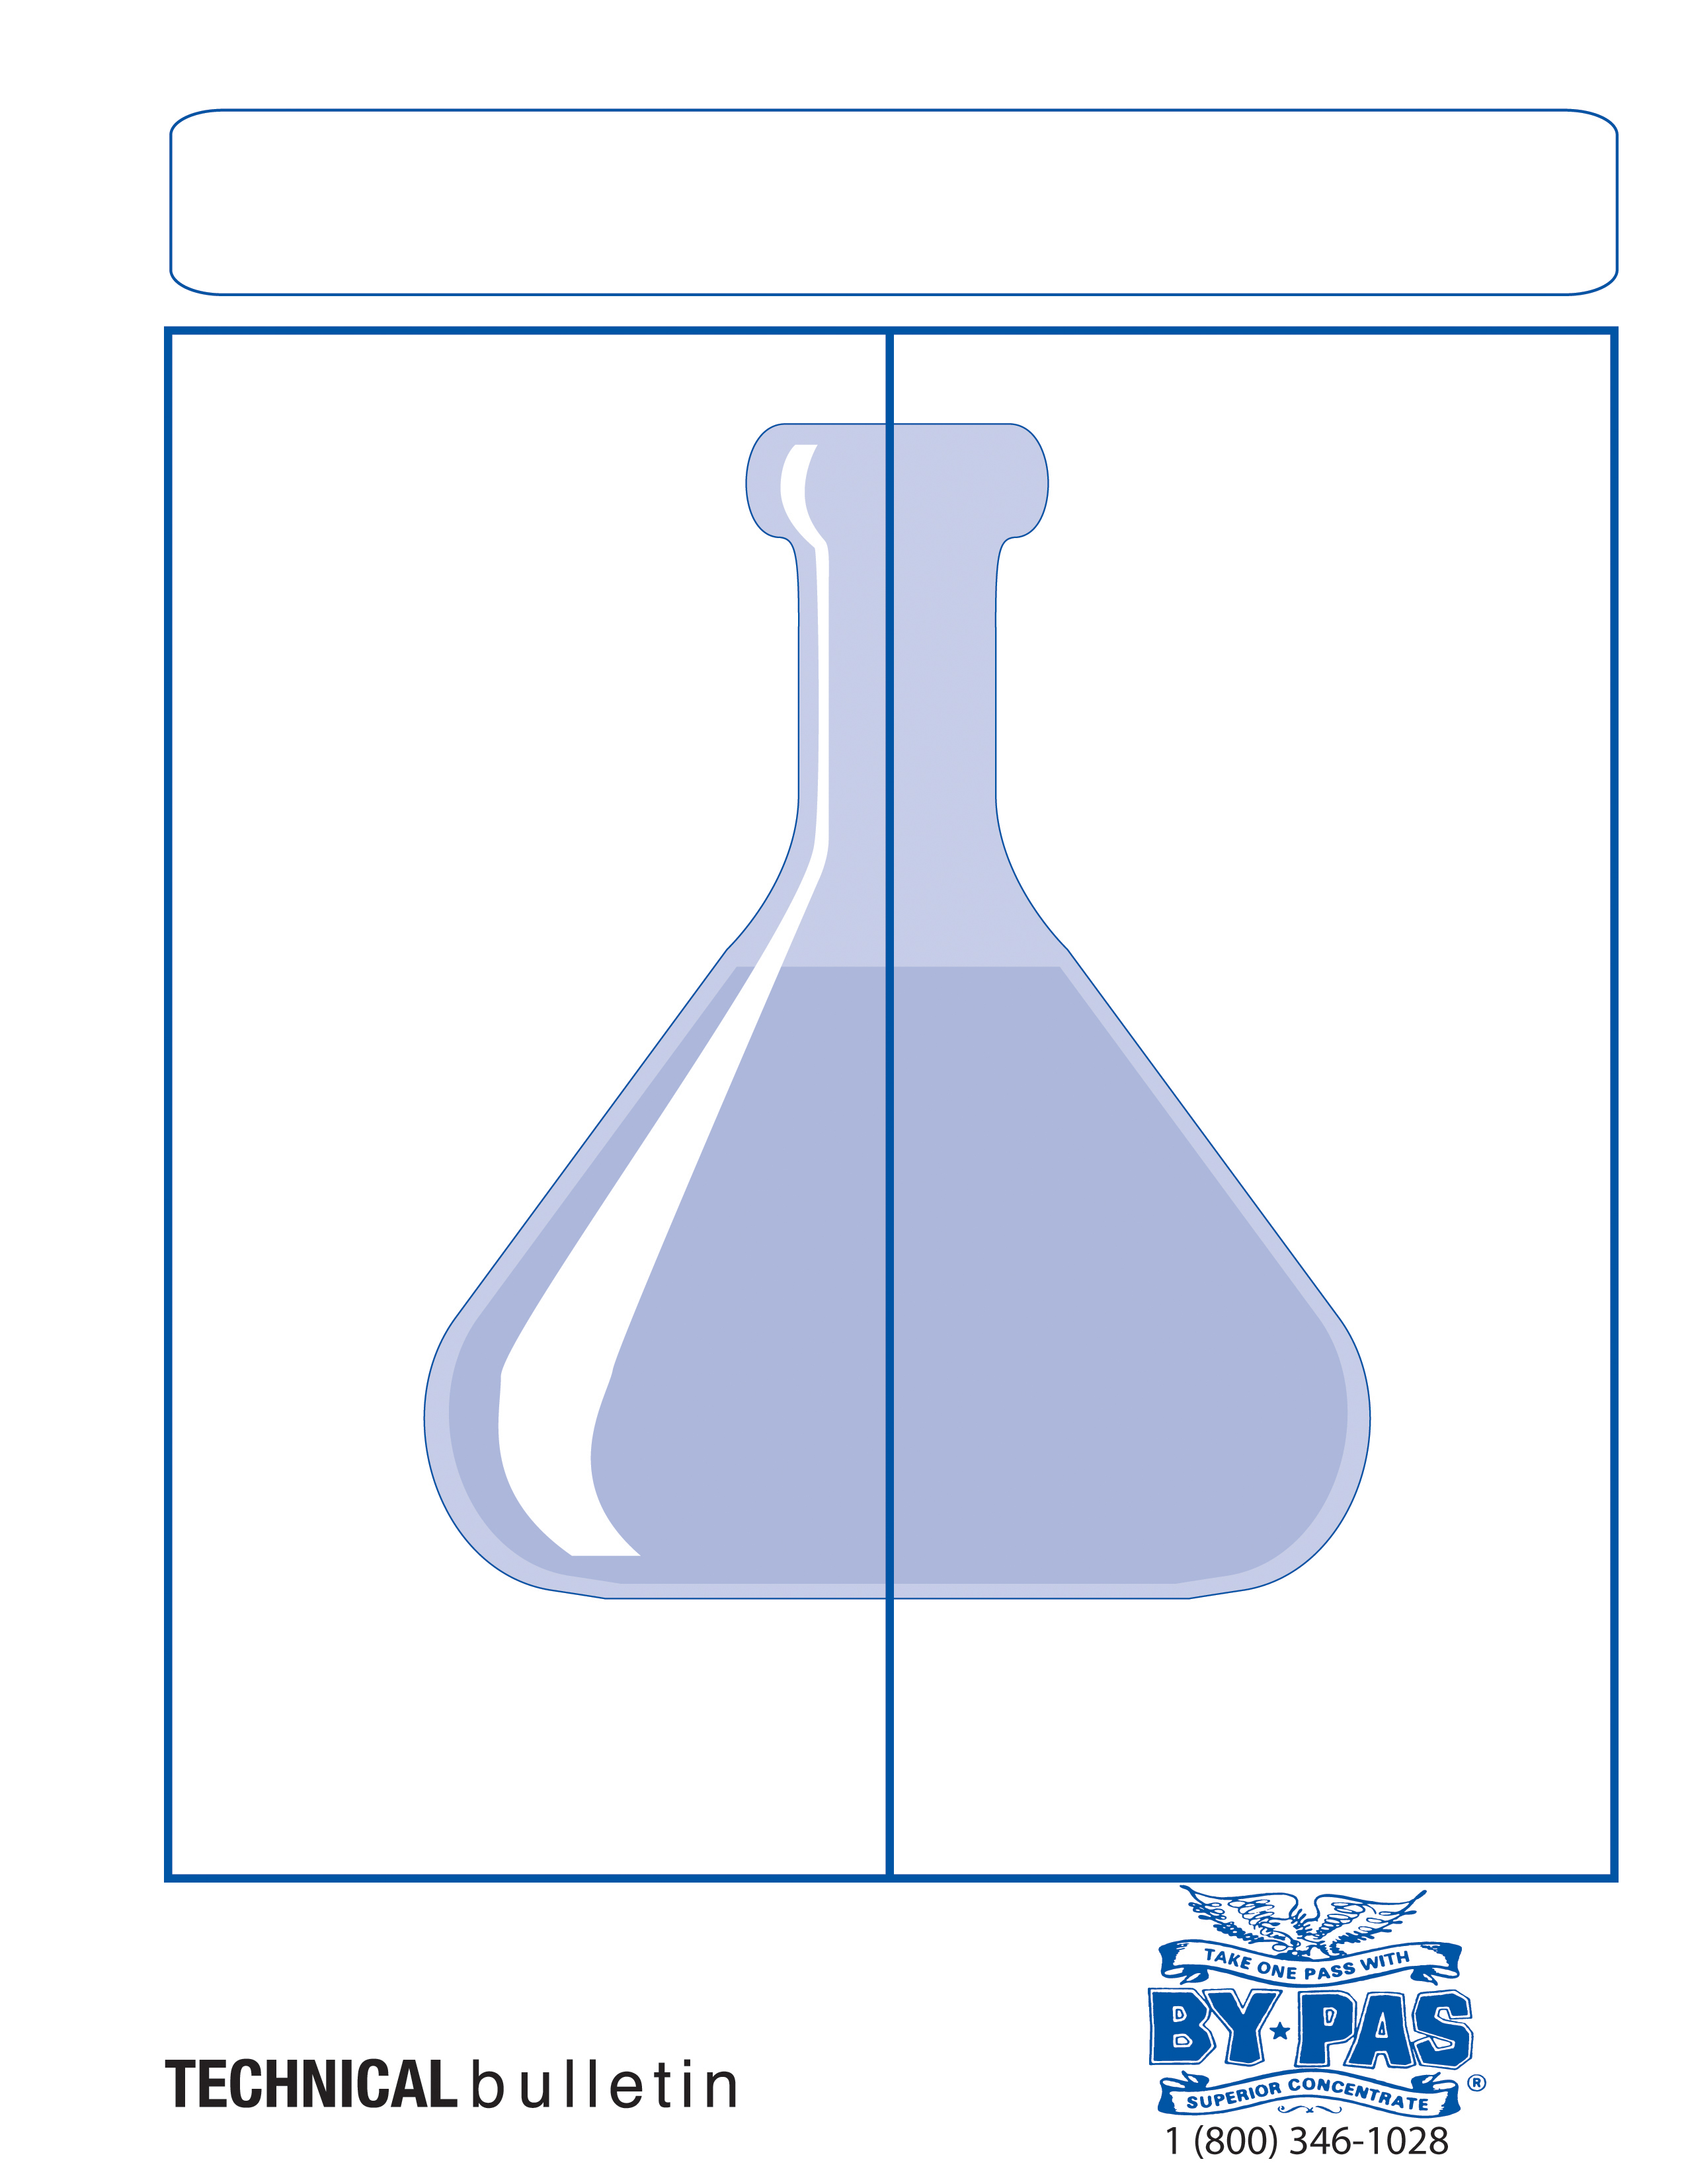 TAKE ONE PASS WITH
BY★PAS
SUPERIOR CONCENTRATE ®
TECHNICAL bulletin
1 (800) 346-1028